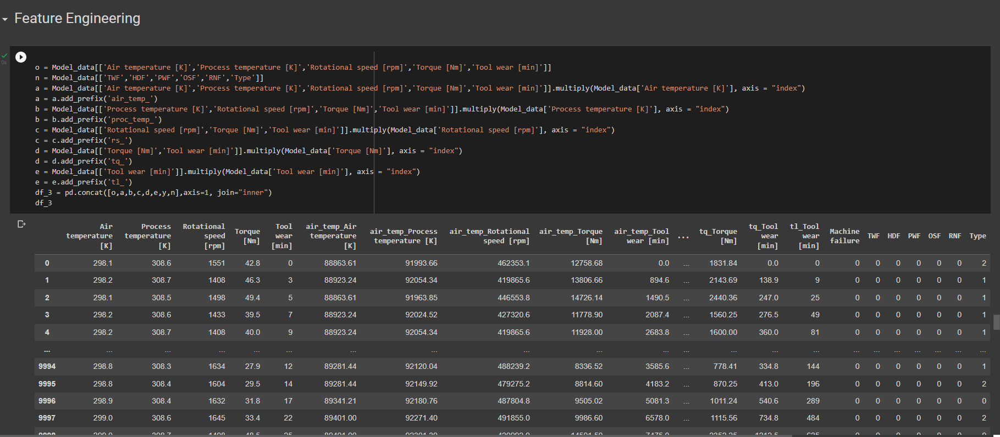 Feature Engineering
0s
o = Model_data[['Air temperature [K]','Process temperature [K]','Rotational speed [rpm]','Torque [Nm]','Tool wear [min]']]
n = Model_data[['TWF','HDF','PWF','OSF','RNF','Type']]
a = Model_data[['Air temperature [K]','Process temperature [K]','Rotational speed [rpm]','Torque [Nm]','Tool wear [min]']].multiply(Model_data['Air temperature [K]'], axis = "index")
a = a.add_prefix('air_temp_')
b = Model_data[['Process temperature [K]','Rotational speed [rpm]','Torque [Nm]','Tool wear [min]']].multiply(Model_data['Process temperature [K]'], axis = "index")
b = b.add_prefix('proc_temp_')
c = Model_data[['Rotational speed [rpm]','Torque [Nm]','Tool wear [min]']].multiply(Model_data['Rotational speed [rpm]'], axis = "index")
c = c.add_prefix('rs_')
d = Model_data[['Torque [Nm]','Tool wear [min]']].multiply(Model_data['Torque [Nm]'], axis = "index")
d = d.add_prefix('tq_')
e = Model_data[['Tool wear [min]']].multiply(Model_data['Tool wear [min]'], axis = "index")
e = e.add_prefix('tl_')
df_3 = pd.concat([o,a,b,c,d,e,y,n],axis=1, join="inner")
df_3
Air temperature [K] Process temperature [K] Rotational speed [rpm] Torque [Nm] Tool wear [min] air_temp_Air temperature [K] air_temp_Process temperature [K] air_temp_Rotational speed [rpm] air_temp_Torque [Nm] air_temp_Tool wear [min] ... tq_Torque [Nm] tq_Tool wear [min] tl_Tool wear [min] Machine failure TWF HDF PWF OSF RNF Type
0 298.1 308.6 1551 42.8 0 88863.61 91993.66 462353.1 12758.68 0.0 ... 1831.84 0.0 0 0 0 0 0 0 0 2
1 298.2 308.7 1408 46.3 3 88923.24 92054.34 419865.6 13806.66 894.6 ... 2143.69 138.9 9 0 0 0 0 0 0 1
2 298.1 308.5 1498 49.4 5 88863.61 91963.85 446553.8 14726.14 1490.5 ... 2440.36 247.0 25 0 0 0 0 0 0 1
3 298.2 308.6 1433 39.5 7 88923.24 92024.52 427320.6 11778.90 2087.4 ... 1560.25 276.5 49 0 0 0 0 0 0 1
4 298.2 308.7 1408 40.0 9 88923.24 92054.34 419865.6 11928.00 2683.8 ... 1600.00 360.0 81 0 0 0 0 0 0 1
... ... ... ... ... ... ... ... ... ... ... ... ... ... ... ... ... ... ... ... ... ...
9994 298.8 308.3 1634 27.9 12 89281.44 92120.04 488239.2 8336.52 3585.6 ... 778.41 334.8 144 0 0 0 0 0 0 1
9995 298.8 308.4 1604 29.5 14 89281.44 92149.92 479275.2 8814.60 4183.2 ... 870.25 413.0 196 0 0 0 0 0 0 2
9996 298.9 308.4 1632 31.8 17 89341.21 92180.76 487804.8 9505.02 5081.3 ... 1011.24 540.6 289 0 0 0 0 0 0 0
9997 299.0 308.6 1645 33.4 22 89401.00 92271.40 491855.0 9986.60 6578.0 ... 1115.56 734.8 484 0 0 0 0 0 0 2